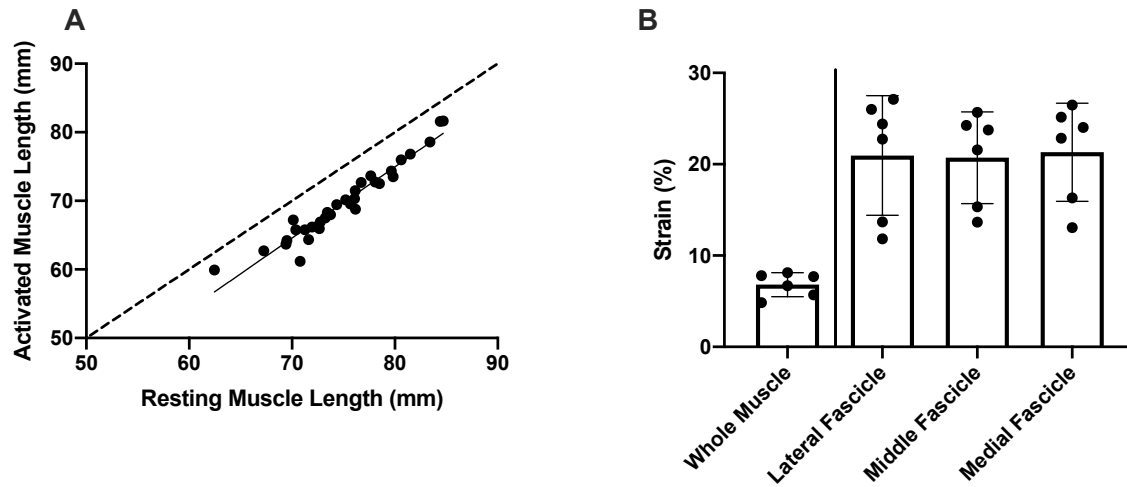 A
Activated Muscle Length (mm)
90
80
70
60
50
50 60 70 80 90
Resting Muscle Length (mm)
B
Strain (%)
30
20
10
0
Whole Muscle
Lateral Fascicle
Middle Fascicle
Medial Fascicle